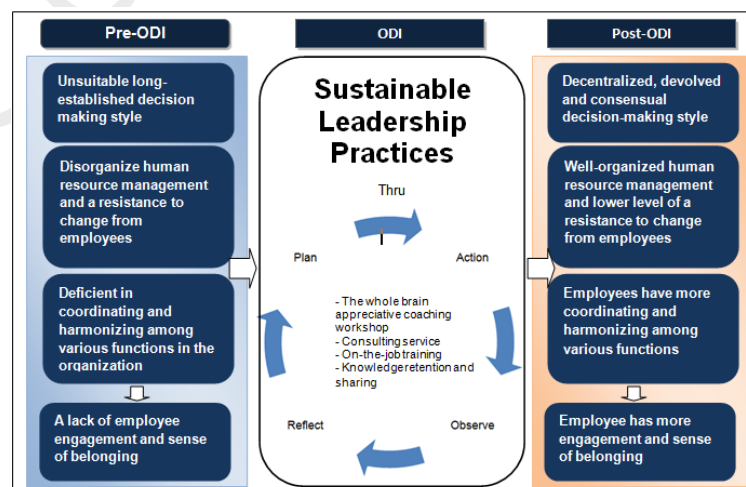 Pre-ODI
Unsuitable long-
established decision
making style
Disorganize human
resource management
and a resistance to
change from
employees
Deficient in
coordinating and
harmonizing among
various functions in the
organization
A lack of employee
engagement and sense
of belonging
ODI
Sustainable
Leadership
Practices
Thru
Plan
Action
- The whole brain
appreciative coaching
workshop
- Consulting service
- On-the-job training
- Knowledge retention and
sharing
Reflect
Observe
Post-ODI
Decentralized, devolved
and consensual
decision-making style
Well-organized human
resource management
and lower level of a
resistance to change
from employees
Employees have more
coordinating and
harmonizing among
various functions
Employee has more
engagement and sense
of belonging